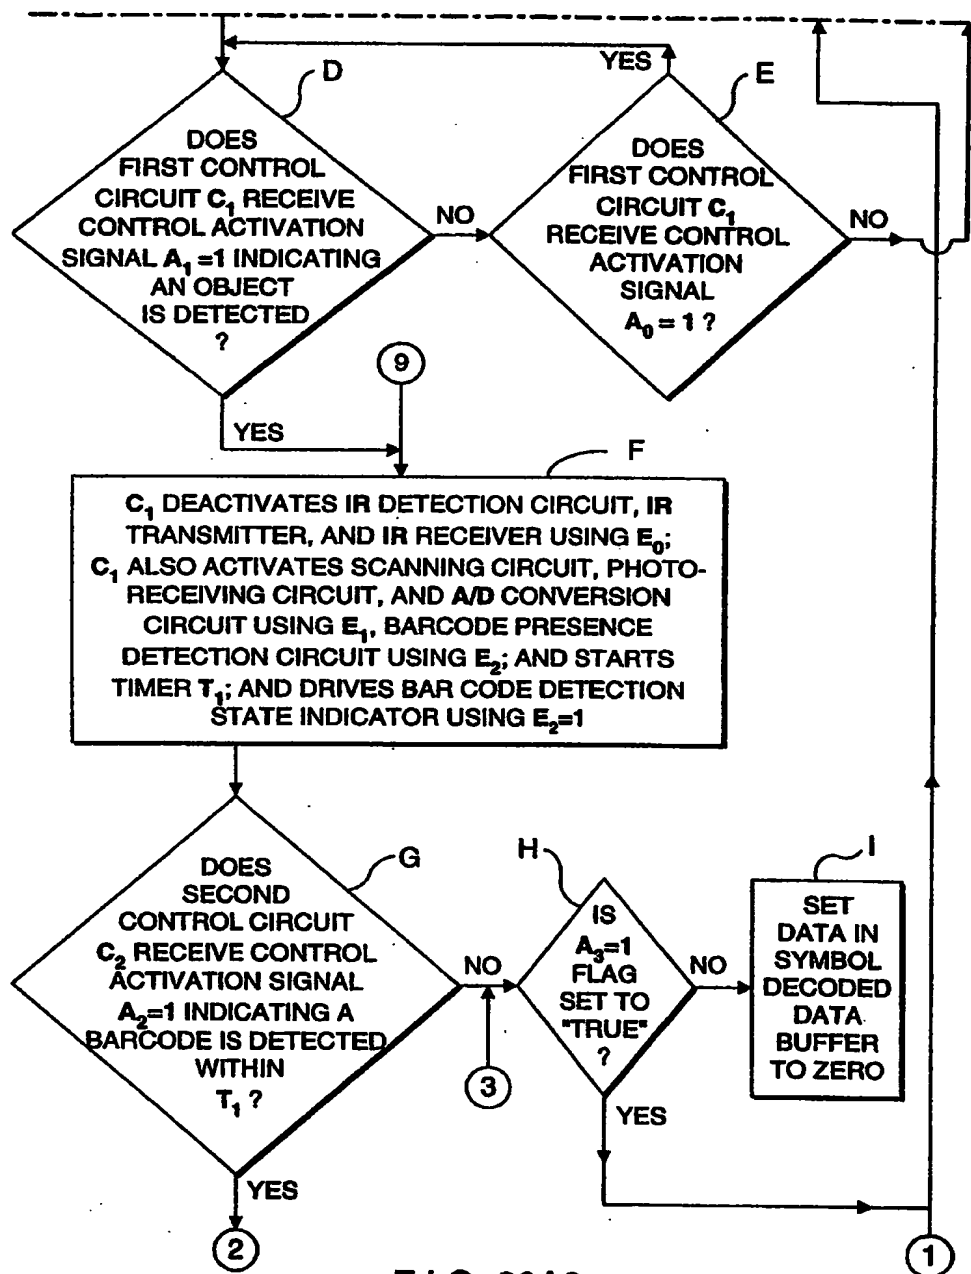 D
DOES
FIRST CONTROL
CIRCUIT C₁ RECEIVE
CONTROL ACTIVATION
SIGNAL A₁ =1 INDICATING
AN OBJECT
IS DETECTED
?
NO
YES
E
YES
DOES
FIRST CONTROL
CIRCUIT C₁
RECEIVE CONTROL
ACTIVATION
SIGNAL
A₀ = 1 ?
NO
9
F
C₁ DEACTIVATES IR DETECTION CIRCUIT, IR
TRANSMITTER, AND IR RECEIVER USING E₀;
C₁ ALSO ACTIVATES SCANNING CIRCUIT, PHOTO-
RECEIVING CIRCUIT, AND A/D CONVERSION
CIRCUIT USING E₁, BARCODE PRESENCE
DETECTION CIRCUIT USING E₂; AND STARTS
TIMER T₁; AND DRIVES BAR CODE DETECTION
STATE INDICATOR USING E₂=1
G
DOES
SECOND
CONTROL CIRCUIT
C₂ RECEIVE CONTROL
ACTIVATION SIGNAL
A₂=1 INDICATING A
BARCODE IS DETECTED
WITHIN
T₁ ?
NO
YES
2
3
H
IS
A₃=1
FLAG
SET TO
"TRUE"
?
NO
YES
I
SET
DATA IN
SYMBOL
DECODED
DATA
BUFFER
TO ZERO
1